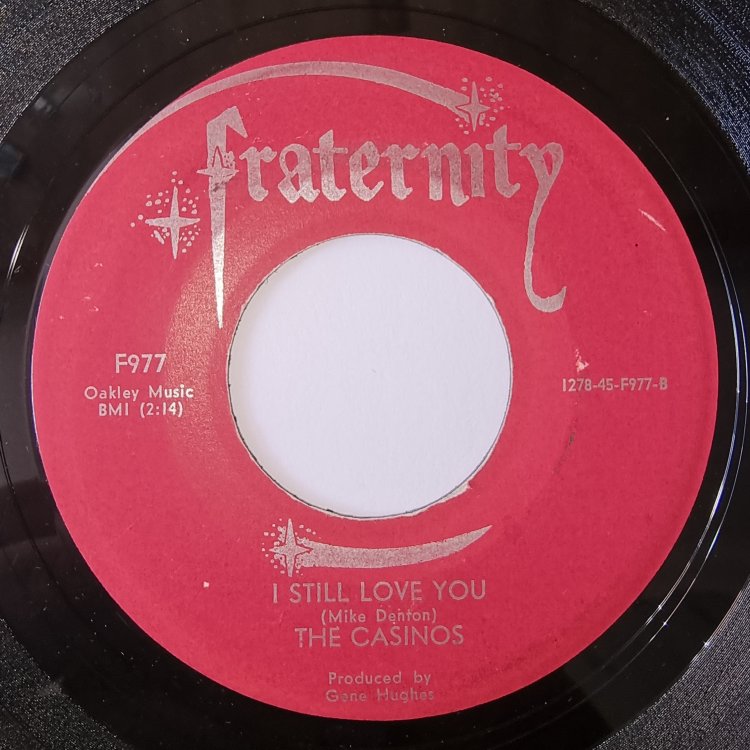 Fraternity
F977
Oakley Music
BMI (2:14)
1278-45-F977-B
I STILL LOVE YOU
(Mike Denton)
THE CASINOS
Produced by
Gene Hughes